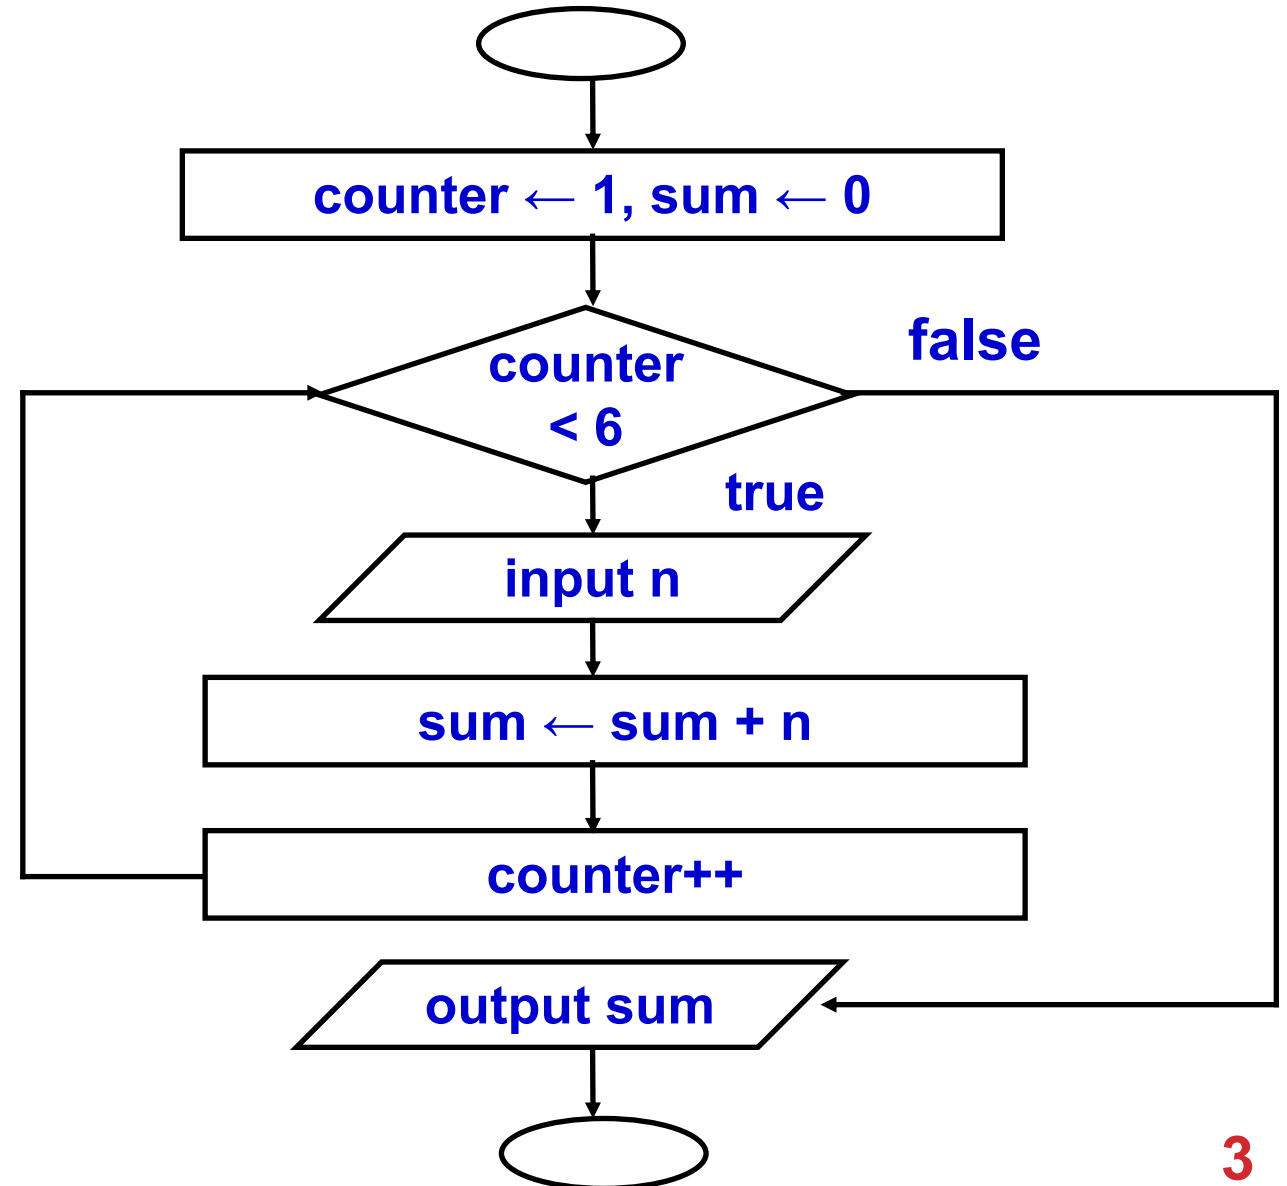 counter ← 1, sum ← 0
counter
< 6
false
true
input n
sum ← sum + n
counter++
output sum
3